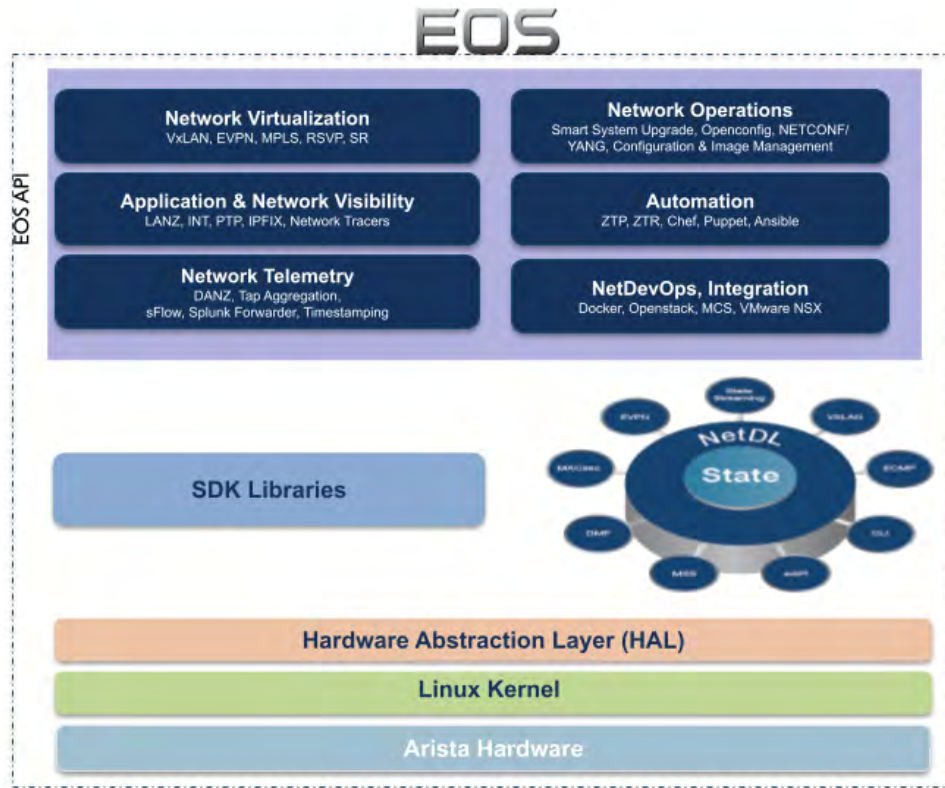 EOS
EOS API
Network Virtualization
VxLAN, EVPN, MPLS, RSVP, SR
Network Operations
Smart System Upgrade, Openconfig, NETCONF/
YANG, Configuration & Image Management
Application & Network Visibility
LANZ, INT, PTP, IPFIX, Network Tracers
Automation
ZTP, ZTR, Chef, Puppet, Ansible
Network Telemetry
DANZ, Tap Aggregation,
sFlow, Splunk Forwarder, Timestamping
NetDevOps, Integration
Docker, Openstack, MCS, VMware NSX
SDK Libraries
State
Streaming
EVPN
NetDL
State
ECMP
CLI
DMF
MSS
Hardware Abstraction Layer (HAL)
Linux Kernel
Arista Hardware